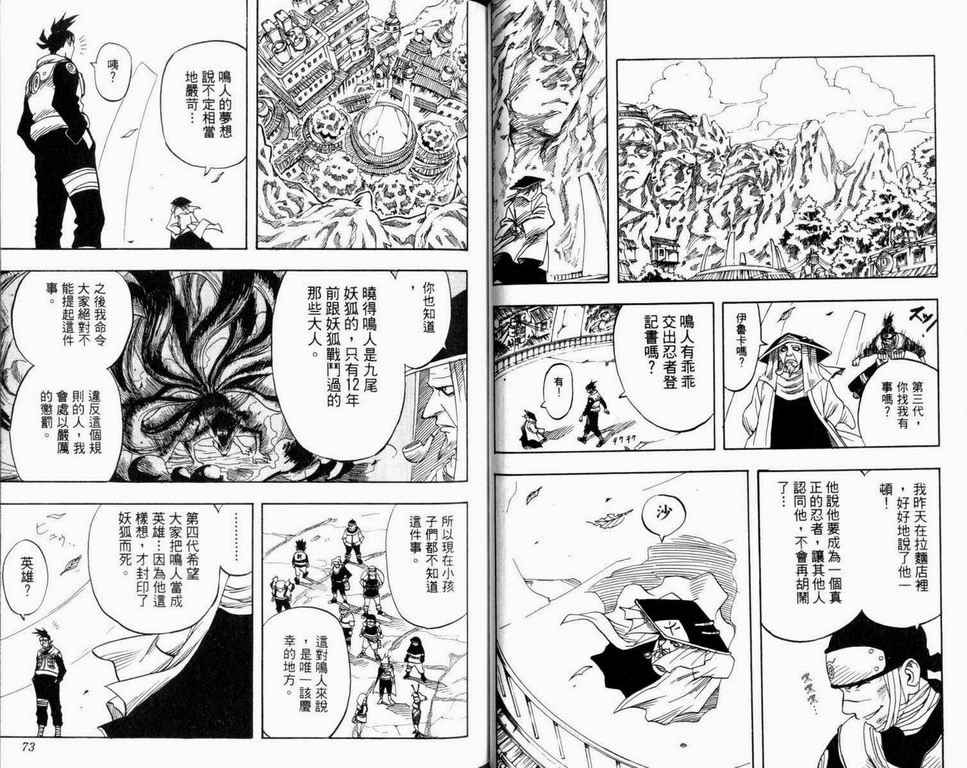 ス
ソッ
第三代，
你找我有
事嗎？
伊魯卡嗎？
鳴人有乖乖
交出忍者登
記書嗎？
有！
我昨天在拉麵店裡
，好好地說了他一
頓！
他說他要成為一個真
正的忍者，讓其他人
認同他，不會再胡鬧
了…
嘿
嘿
嘿…
沙
鳴人的夢想
說不定相當
地嚴苛…
咦？
你也知道
，
曉得鳴人是九尾
妖狐的，只有12年
前跟妖狐戰鬥過的
那些大人。
之後我命令
大家絕對不
能提起這件
事。
違反這個規
則的人，我
會處以嚴厲
的懲罰。
所以現在小孩
子們都不知道
這件事。
這對鳴人來說
，是唯一該慶
幸的地方。
………
第四代希望
大家把鳴人當成
英雄…因為他這
樣想，才封印了
妖狐而死。
英雄？
73